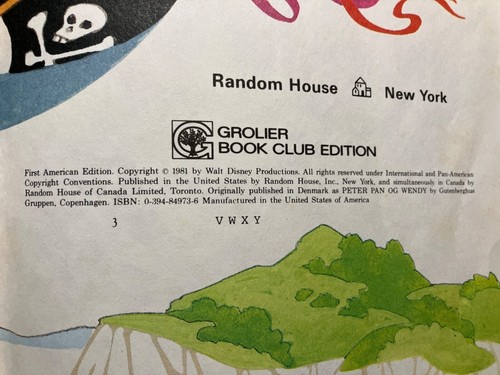 Random House New York
GROLIER
BOOK CLUB EDITION
First American Edition. Copyright © 1981 by Walt Disney Productions. All rights reserved under International and Pan-American
Copyright Conventions. Published in the United States by Random House, Inc., New York, and simultaneously in Canada by
Random House of Canada Limited, Toronto. Originally published in Denmark as PETER PAN OG WENDY by Gutenberghus
Gruppen, Copenhagen. ISBN: 0-394-84973-6 Manufactured in the United States of America
3 V W X Y